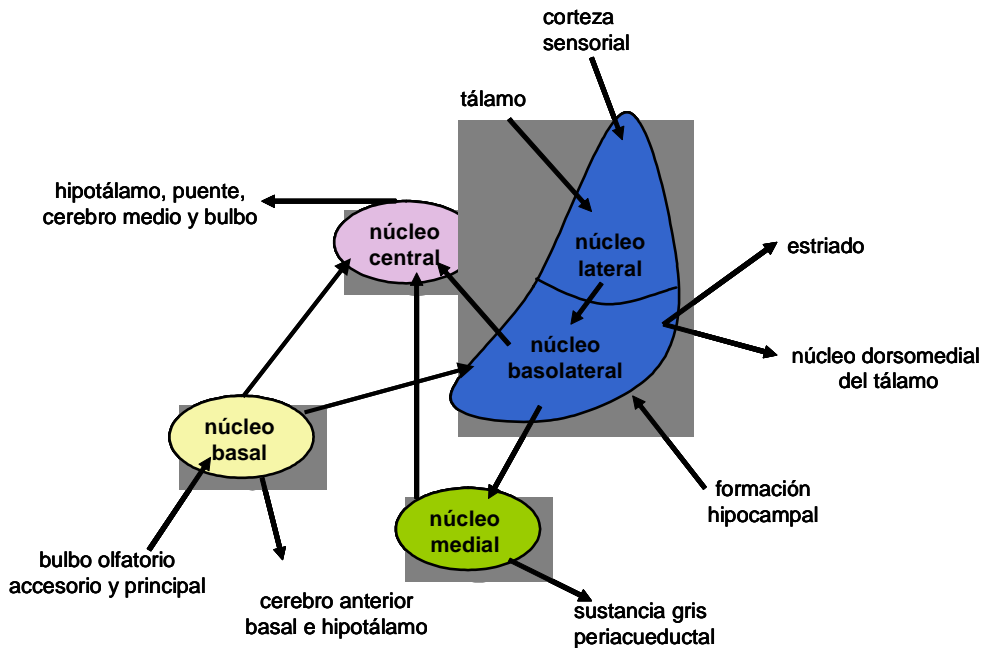 corteza
sensorial
tálamo
hipotálamo, puente,
cerebro medio y bulbo
núcleo
central
núcleo
lateral
estriado
núcleo
basolateral
núcleo dorsomedial
del tálamo
núcleo
basal
formación
hipocampal
núcleo
medial
bulbo olfatorio
accesorio y principal
cerebro anterior
basal e hipotálamo
sustancia gris
periacueductal